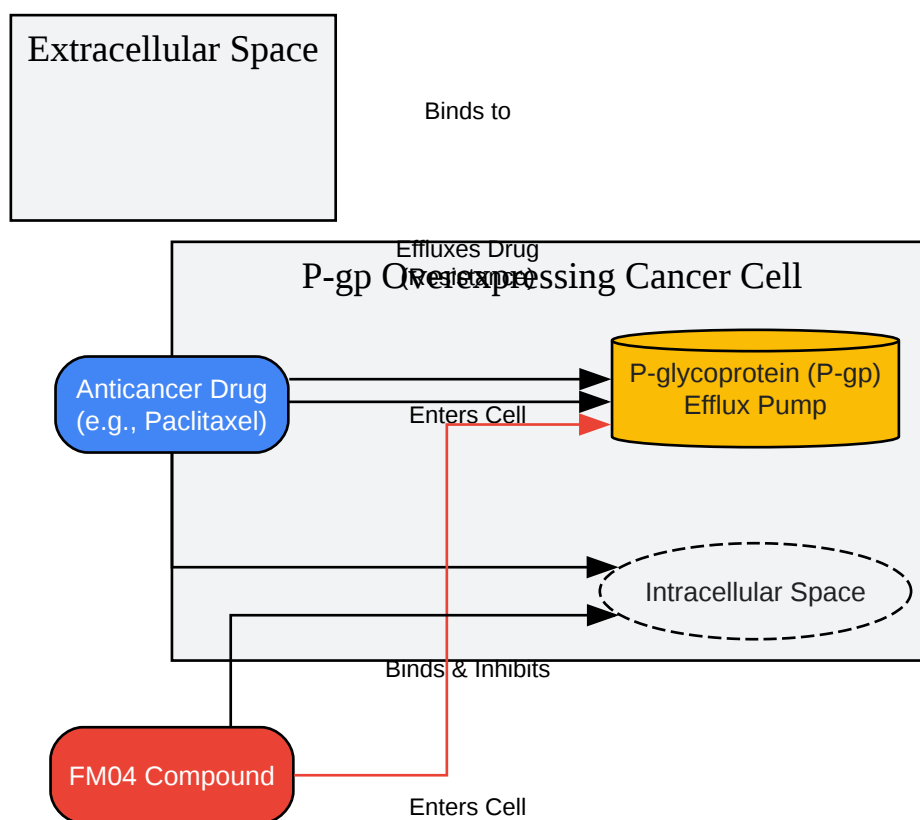 Extracellular Space
Binds to
Effluxes Drug
(Resistance)
P-gp Overexpressing Cancer Cell
Anticancer Drug
(e.g., Paclitaxel)
P-glycoprotein (P-gp)
Efflux Pump
Enters Cell
Intracellular Space
Binds & Inhibits
FM04 Compound
Enters Cell